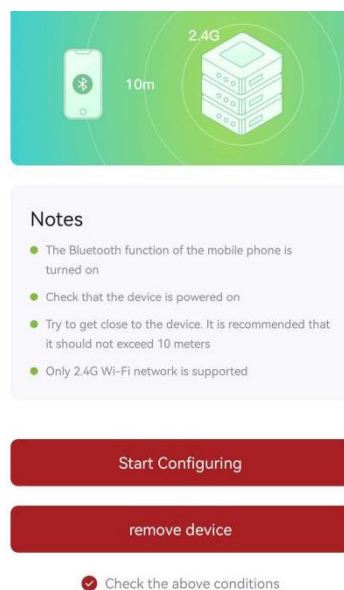 2.4G
10m
Notes
The Bluetooth function of the mobile phone is
turned on
Check that the device is powered on
Try to get close to the device. It is recommended that
it should not exceed 10 meters
Only 2.4G Wi-Fi network is supported
Start Configuring
remove device
Check the above conditions